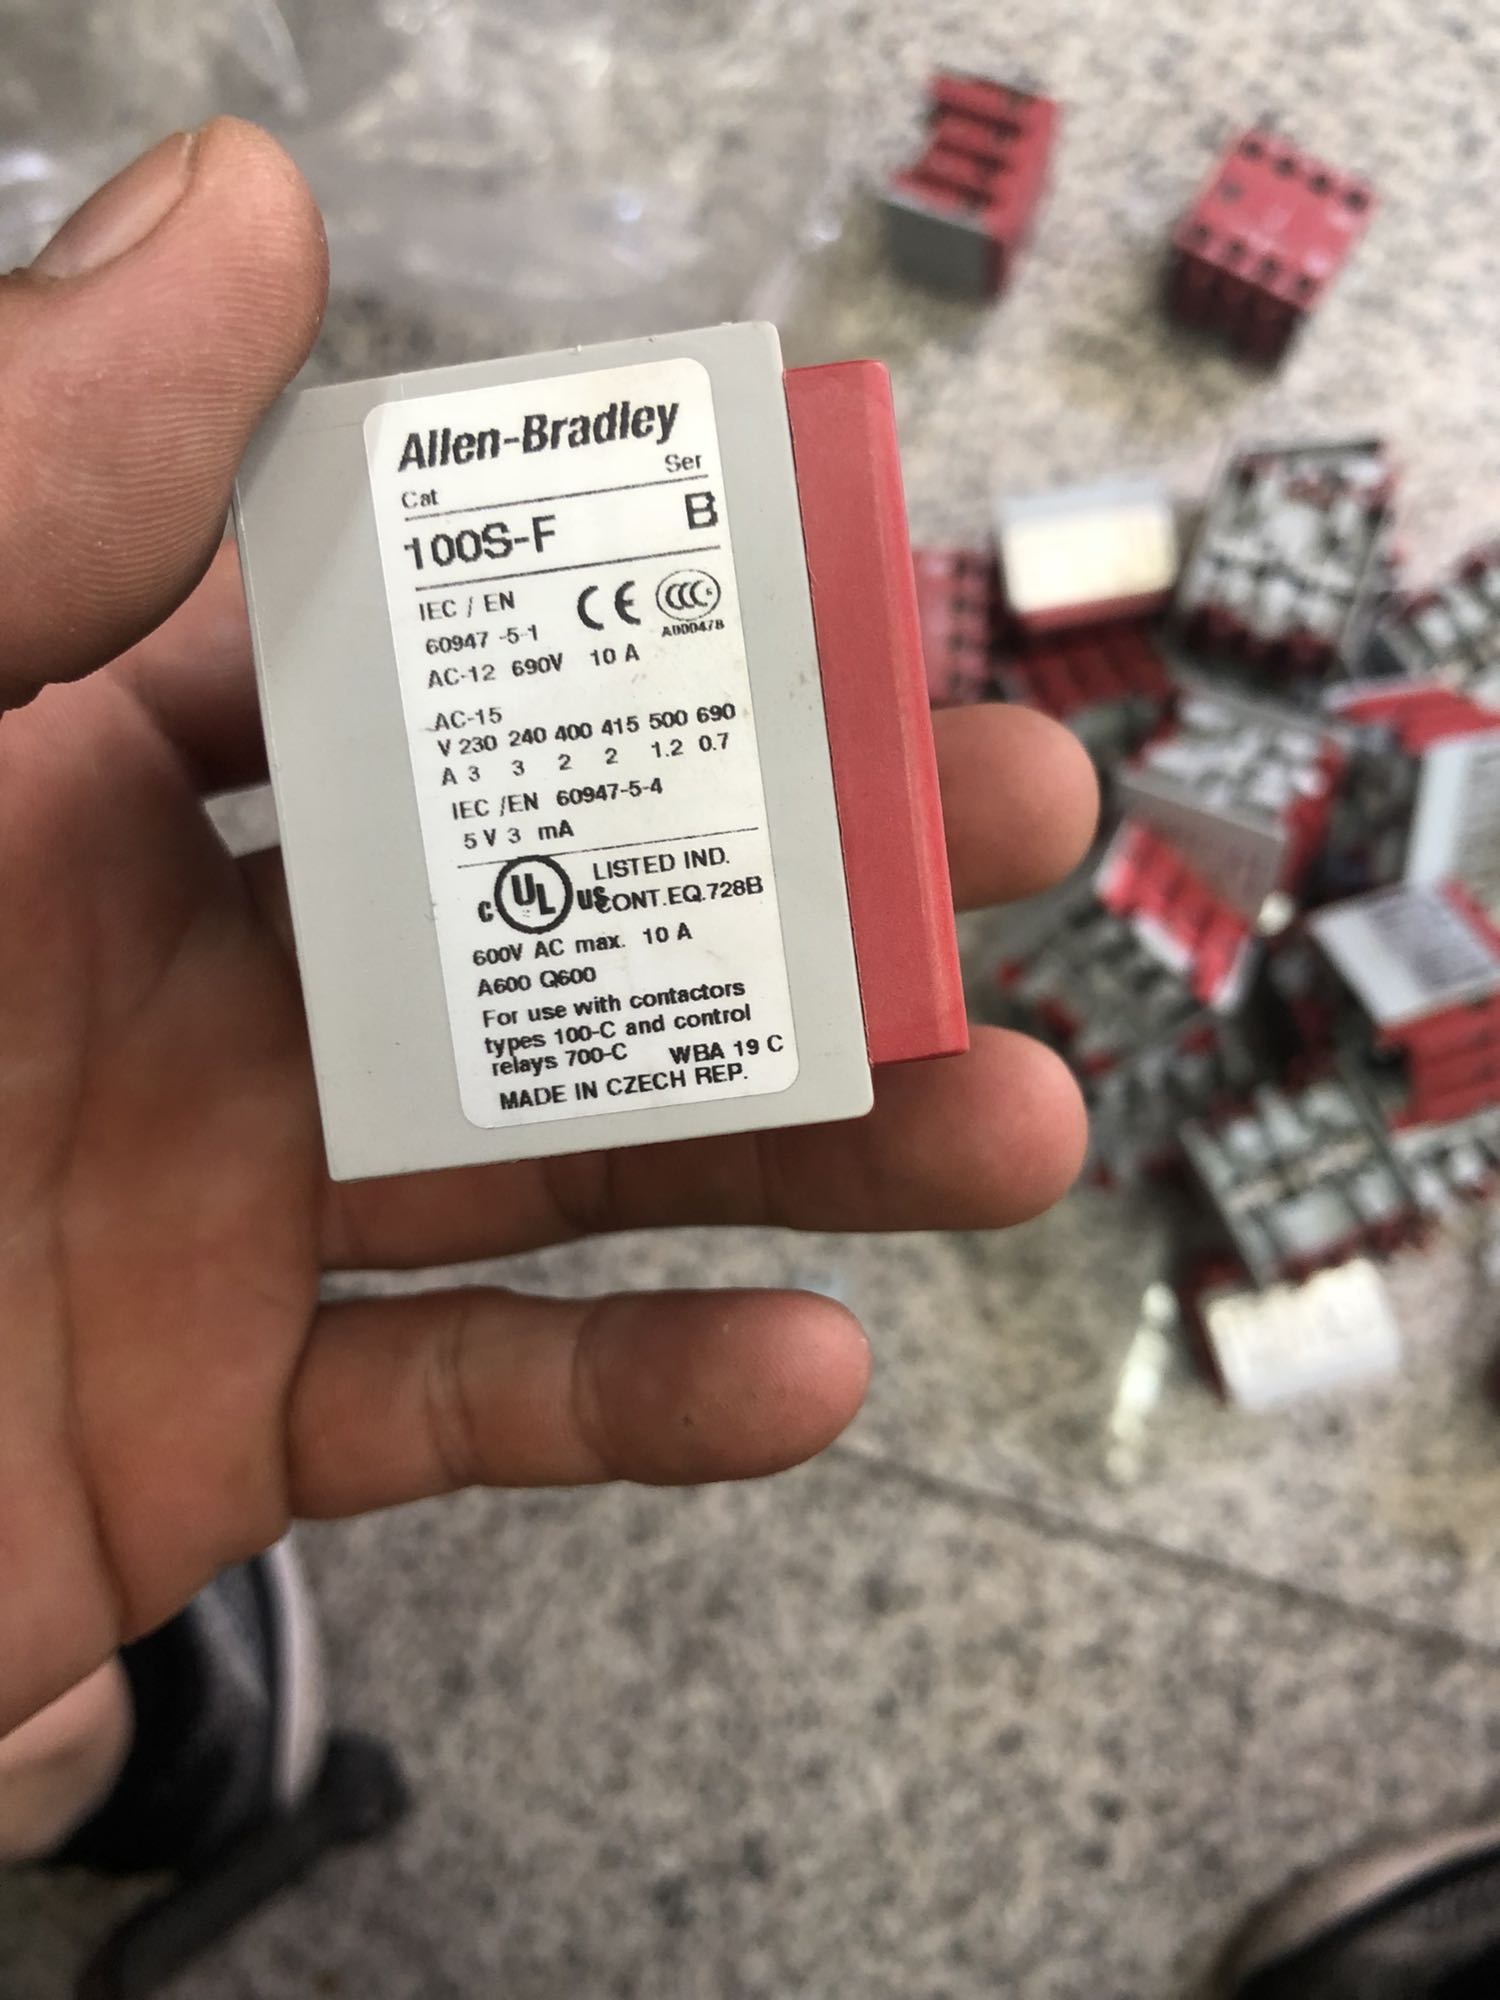 Allen-Bradley
Cat Ser
100S-F B
IEC / EN
60947 -5-1
CE CCC
A000478
AC-12 690V 10 A
AC-15
V 230 240 400 415 500 690
A 3 3 2 2 1.2 0.7
IEC /EN 60947-5-4
5 V 3 mA
c UL US LISTED IND.
CONT.EQ.728B
600V AC max. 10 A
A600 Q600
For use with contactors
types 100-C and control
relays 700-C WBA 19 C
MADE IN CZECH REP.